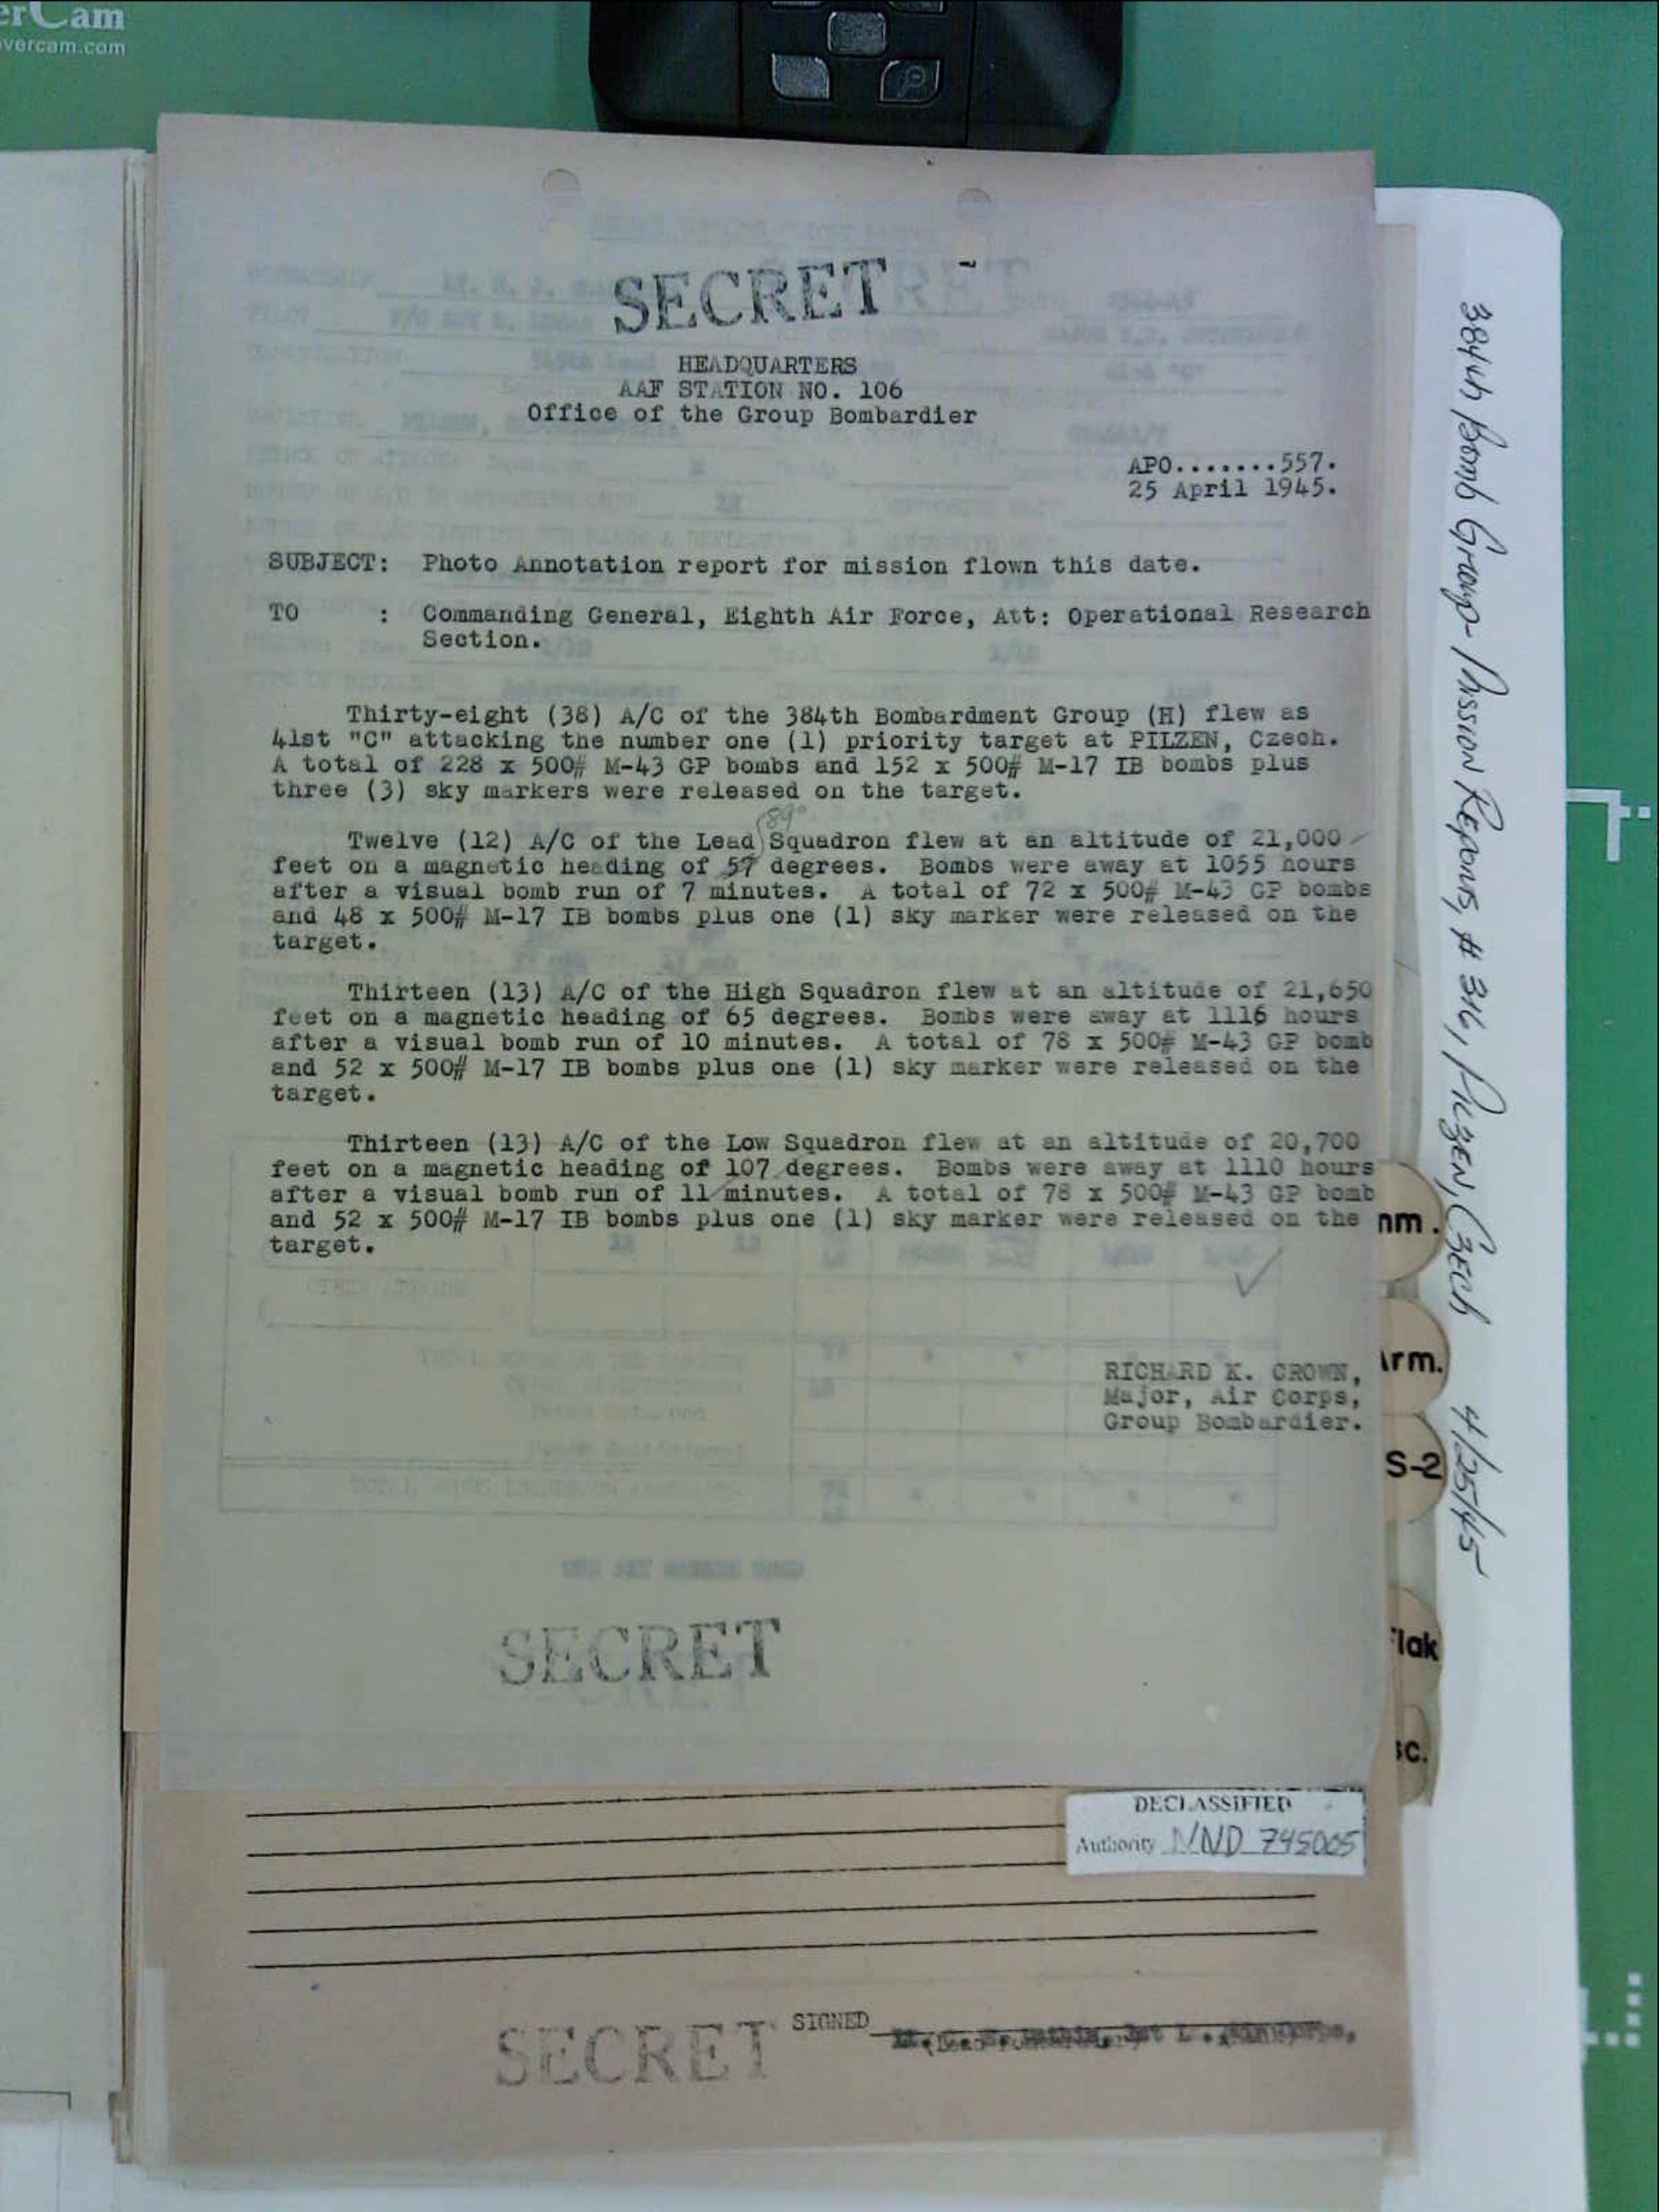 erCam
vercam.com
SECRET -
HEADQUARTERS
AAF STATION NO. 106
Office of the Group Bombardier
APO.......557.
25 April 1945.
SUBJECT: Photo Annotation report for mission flown this date.
TO : Commanding General, Eighth Air Force, Att: Operational Research
Section.
Thirty-eight (38) A/C of the 384th Bombardment Group (H) flew as
41st "C" attacking the number one (1) priority target at PILZEN, Czech.
A total of 228 x 500# M-43 GP bombs and 152 x 500# M-17 IB bombs plus
three (3) sky markers were released on the target.
89°
Twelve (12) A/C of the Lead Squadron flew at an altitude of 21,000
feet on a magnetic heading of 57 degrees. Bombs were away at 1055 hours
after a visual bomb run of 7 minutes. A total of 72 x 500# M-43 GP bombs
and 48 x 500# M-17 IB bombs plus one (1) sky marker were released on the
target.
Thirteen (13) A/C of the High Squadron flew at an altitude of 21,650
feet on a magnetic heading of 65 degrees. Bombs were away at 1116 hours
after a visual bomb run of 10 minutes. A total of 78 x 500# M-43 GP bomb
and 52 x 500# M-17 IB bombs plus one (1) sky marker were released on the
target.
Thirteen (13) A/C of the Low Squadron flew at an altitude of 20,700
feet on a magnetic heading of 107 degrees. Bombs were away at 1110 hours
after a visual bomb run of 11 minutes. A total of 78 x 500# M-43 GP bomb
and 52 x 500# M-17 IB bombs plus one (1) sky marker were released on the
target.
RICHARD K. CROWN,
Major, Air Corps,
Group Bombardier.
SECRET
DECLASSIFIED
Authority NND 745005
SIGNED
SECRET
nm.
Arm.
S-2
lak
sc.
384th Bomb Group - Mission Reports, # 316, Pilzen, Czech 4/25/45